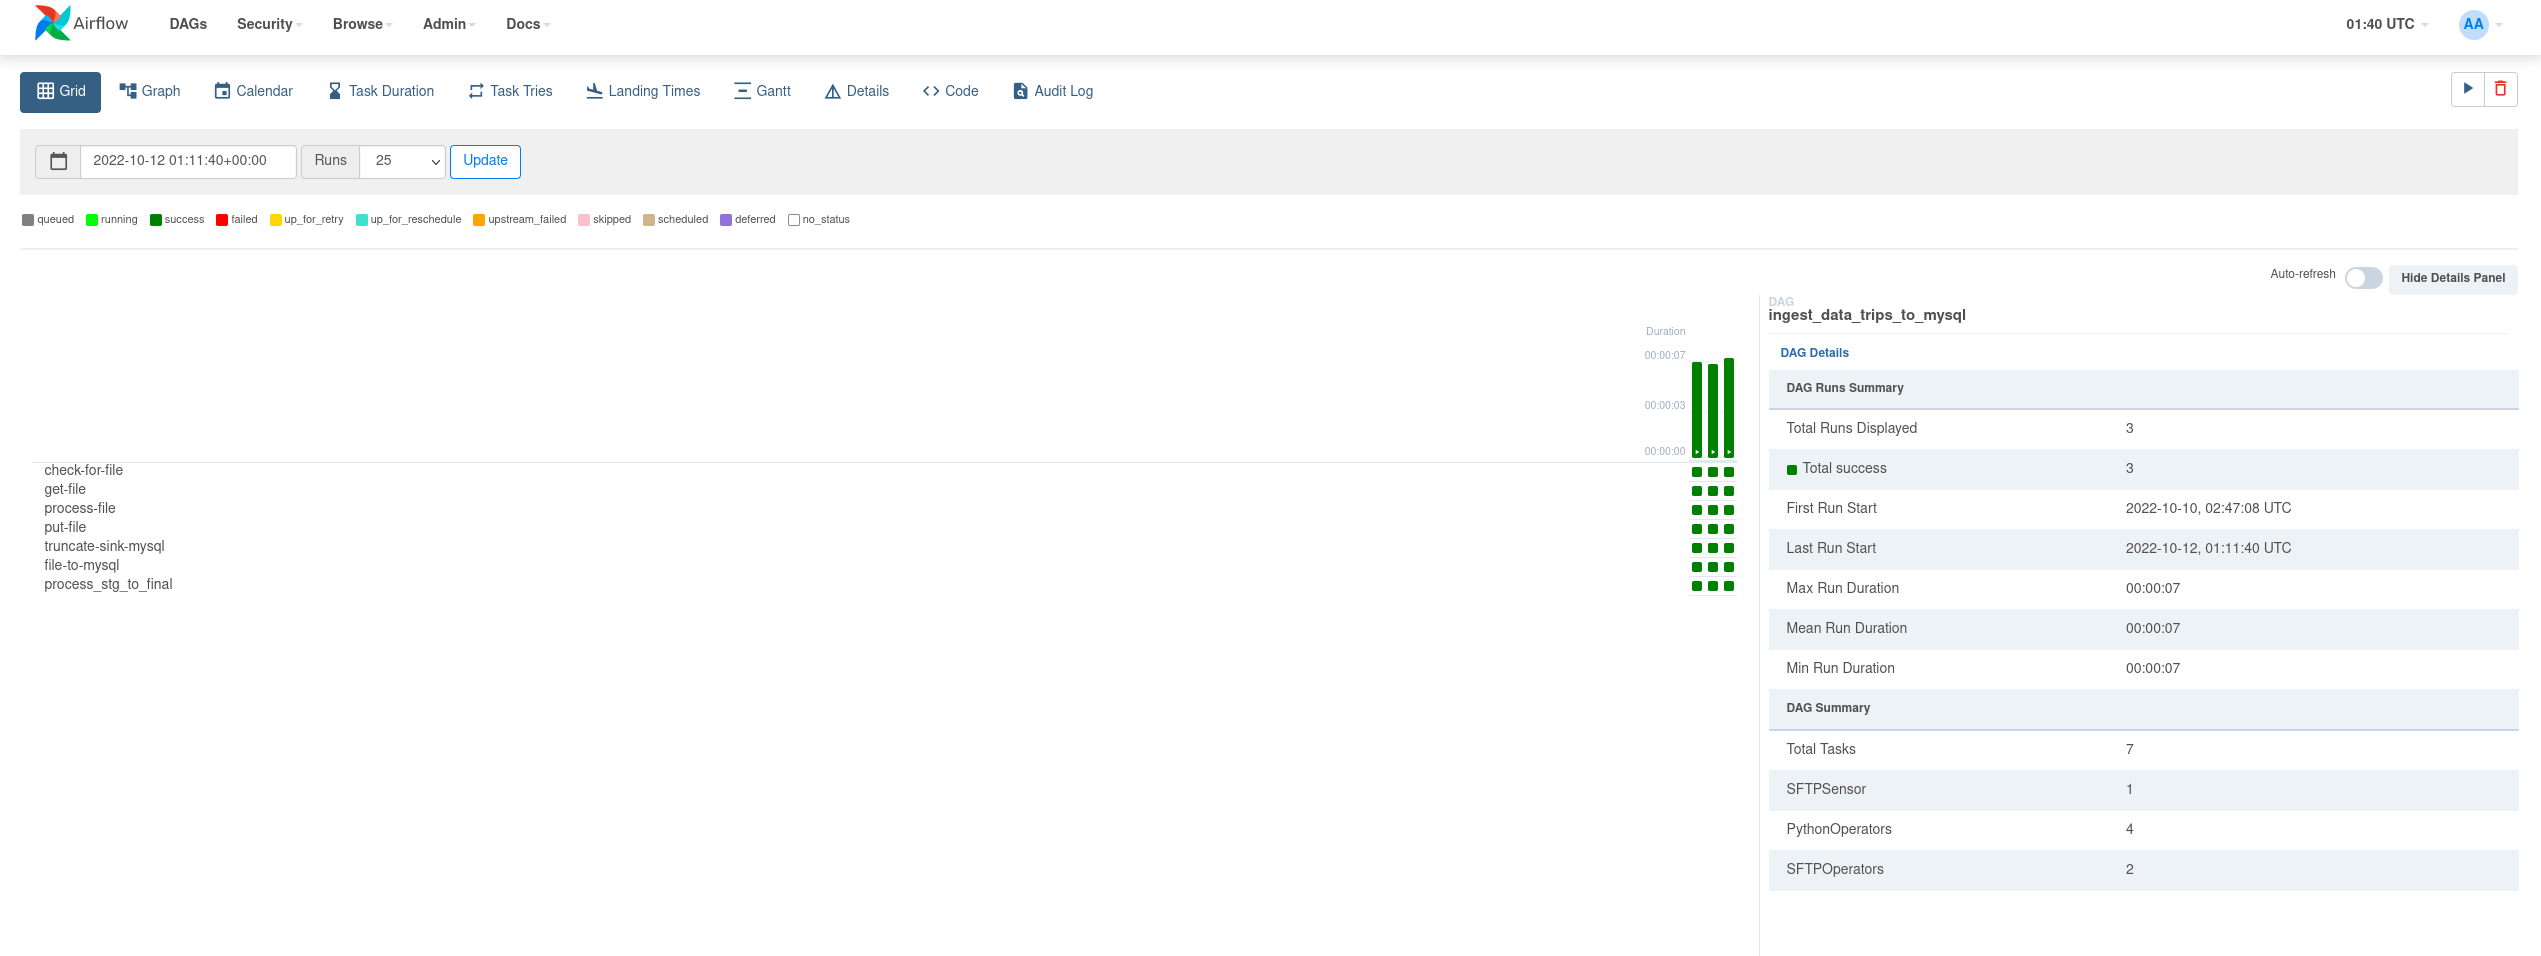 Airflow DAGs Security Browse Admin Docs 01:40 UTC AA
Grid Graph Calendar Task Duration Task Tries Landing Times Gantt Details Code Audit Log
2022-10-12 01:11:40+00:00 Runs 25 Update
queued running success failed up_for_retry up_for_reschedule upstream_failed skipped scheduled deferred no_status
Auto-refresh Hide Details Panel
Duration
00:00:07
00:00:03
00:00:00
check-for-file
get-file
process-file
put-file
truncate-sink-mysql
file-to-mysql
process_stg_to_final
DAG
ingest_data_trips_to_mysql
DAG Details
DAG Runs Summary
Total Runs Displayed 3
Total success 3
First Run Start 2022-10-10, 02:47:08 UTC
Last Run Start 2022-10-12, 01:11:40 UTC
Max Run Duration 00:00:07
Mean Run Duration 00:00:07
Min Run Duration 00:00:07
DAG Summary
Total Tasks 7
SFTPSensor 1
PythonOperators 4
SFTPOperators 2